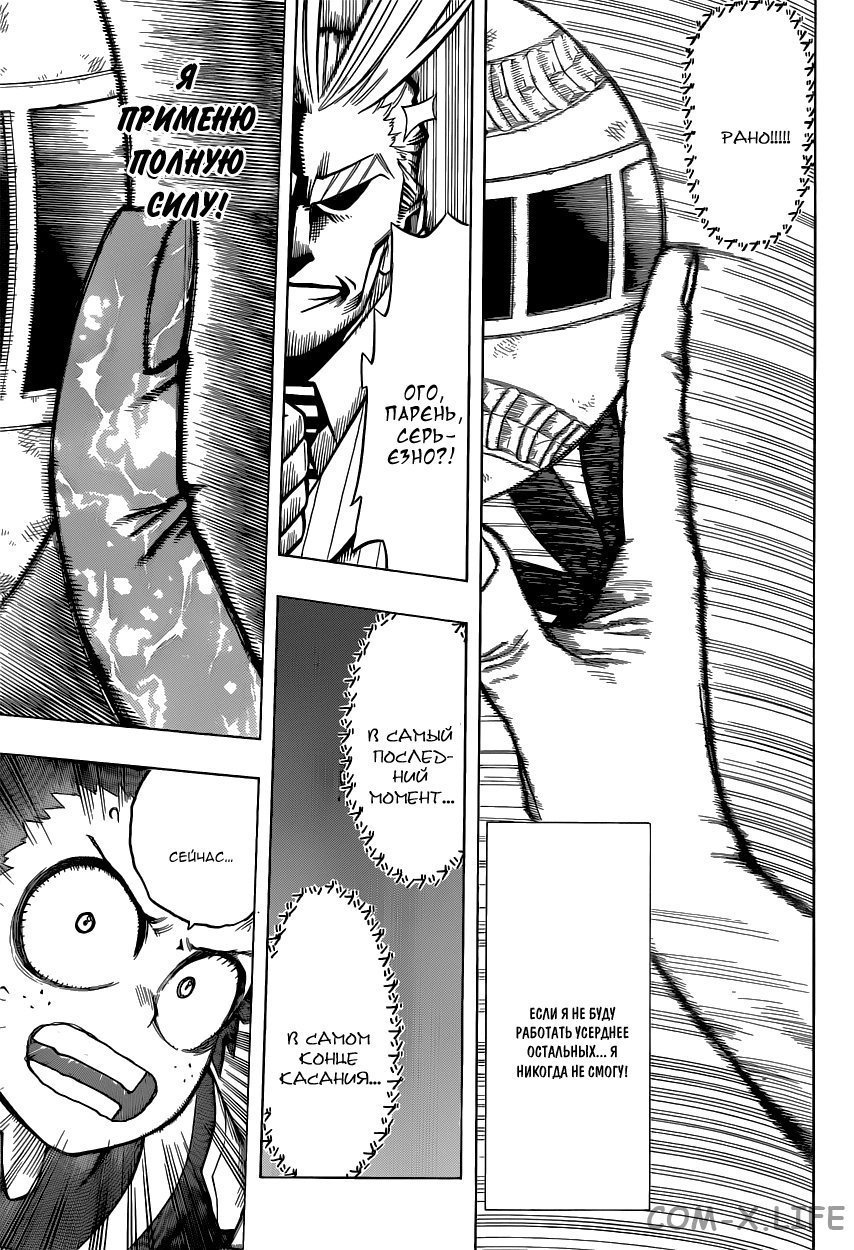 РАНО!!!!!
ЕСЛИ Я НЕ БУДУ
РАБОТАТЬ УСЕРДНЕЕ
ОСТАЛЬНЫХ... Я
НИКОГДА НЕ СМОГУ!
ОГО,
ПАРЕНЬ,
СЕРЬ-
ЕЗНО?!
В САМЫЙ
ПОСЛЕД-
НИЙ
МОМЕНТ...
В САМОМ
КОНЦЕ
КАСАНИЯ...
Я
ПРИМЕНЮ
ПОЛНУЮ
СИЛУ!
СЕЙЧАС...
COM-X.LIFE